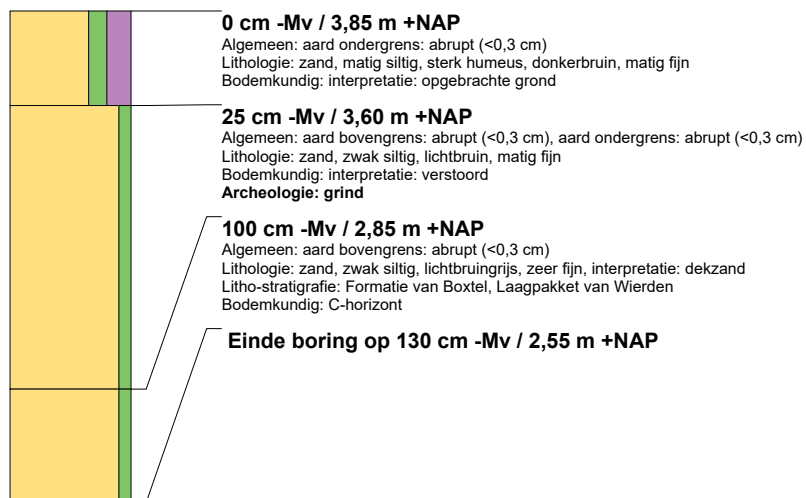 0 cm -Mv / 3,85 m +NAP
Algemeen: aard ondergrens: abrupt (<0,3 cm)
Lithologie: zand, matig siltig, sterk humeus, donkerbruin, matig fijn
Bodemkundig: interpretatie: opgebrachte grond
25 cm -Mv / 3,60 m +NAP
Algemeen: aard bovengrens: abrupt (<0,3 cm), aard ondergrens: abrupt (<0,3 cm)
Lithologie: zand, zwak siltig, lichtbruin, matig fijn
Bodemkundig: interpretatie: verstoord
Archeologie: grind
100 cm -Mv / 2,85 m +NAP
Algemeen: aard bovengrens: abrupt (<0,3 cm)
Lithologie: zand, zwak siltig, lichtbruingrijs, zeer fijn, interpretatie: dekzand
Litho-stratigrafie: Formatie van Boxtel, Laagpakket van Wierden
Bodemkundig: C-horizont
Einde boring op 130 cm -Mv / 2,55 m +NAP